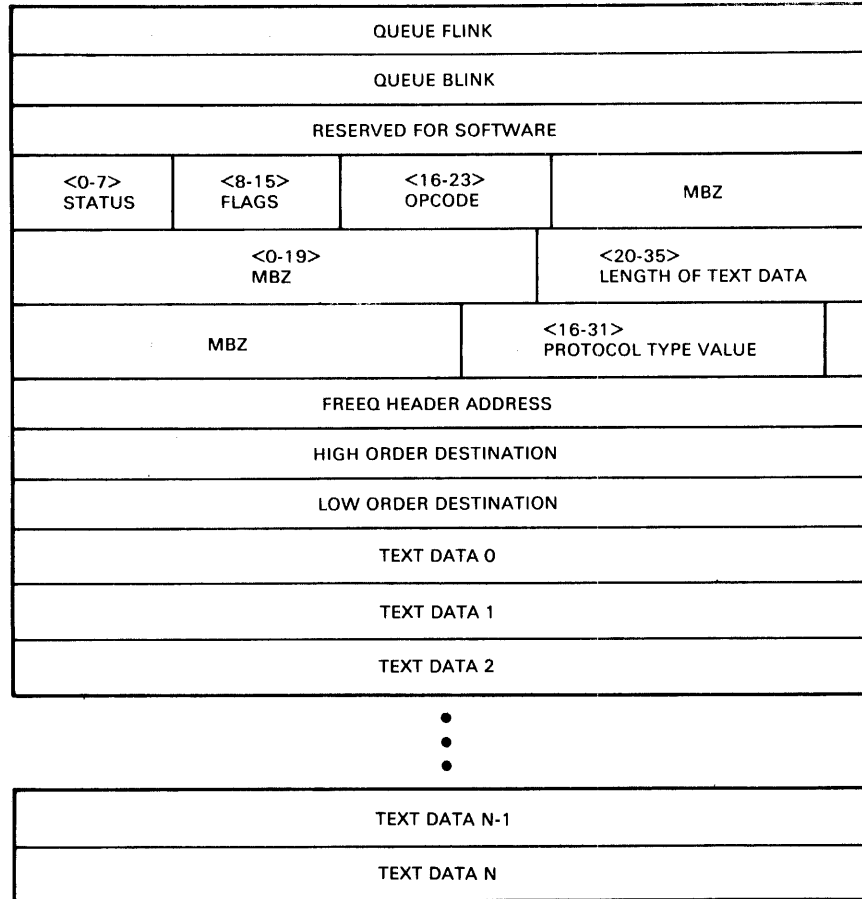 QUEUE FLINK
QUEUE BLINK
RESERVED FOR SOFTWARE
<0-7>
STATUS
<8-15>
FLAGS
<16-23>
OPCODE
MBZ
<0-19>
MBZ
<20-35>
LENGTH OF TEXT DATA
MBZ
<16-31>
PROTOCOL TYPE VALUE
FREEQ HEADER ADDRESS
HIGH ORDER DESTINATION
LOW ORDER DESTINATION
TEXT DATA 0
TEXT DATA 1
TEXT DATA 2
TEXT DATA N-1
TEXT DATA N